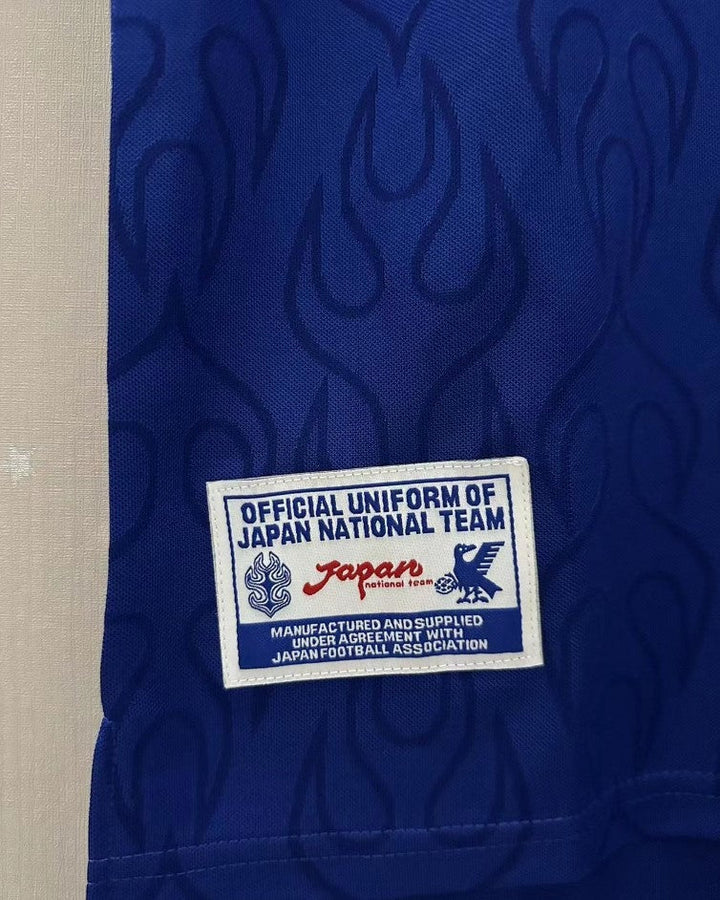 OFFICIAL UNIFORM OF
JAPAN NATIONAL TEAM
Japan
national team
MANUFACTURED AND SUPPLIED
UNDER AGREEMENT WITH
JAPAN FOOTBALL ASSOCIATION